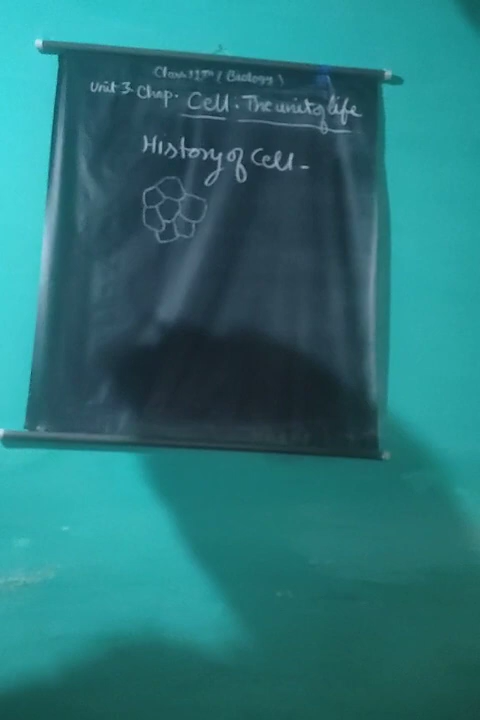 Class 11th (Biology)
Unit 3 Chap. Cell. The unit of life
History of Cell -